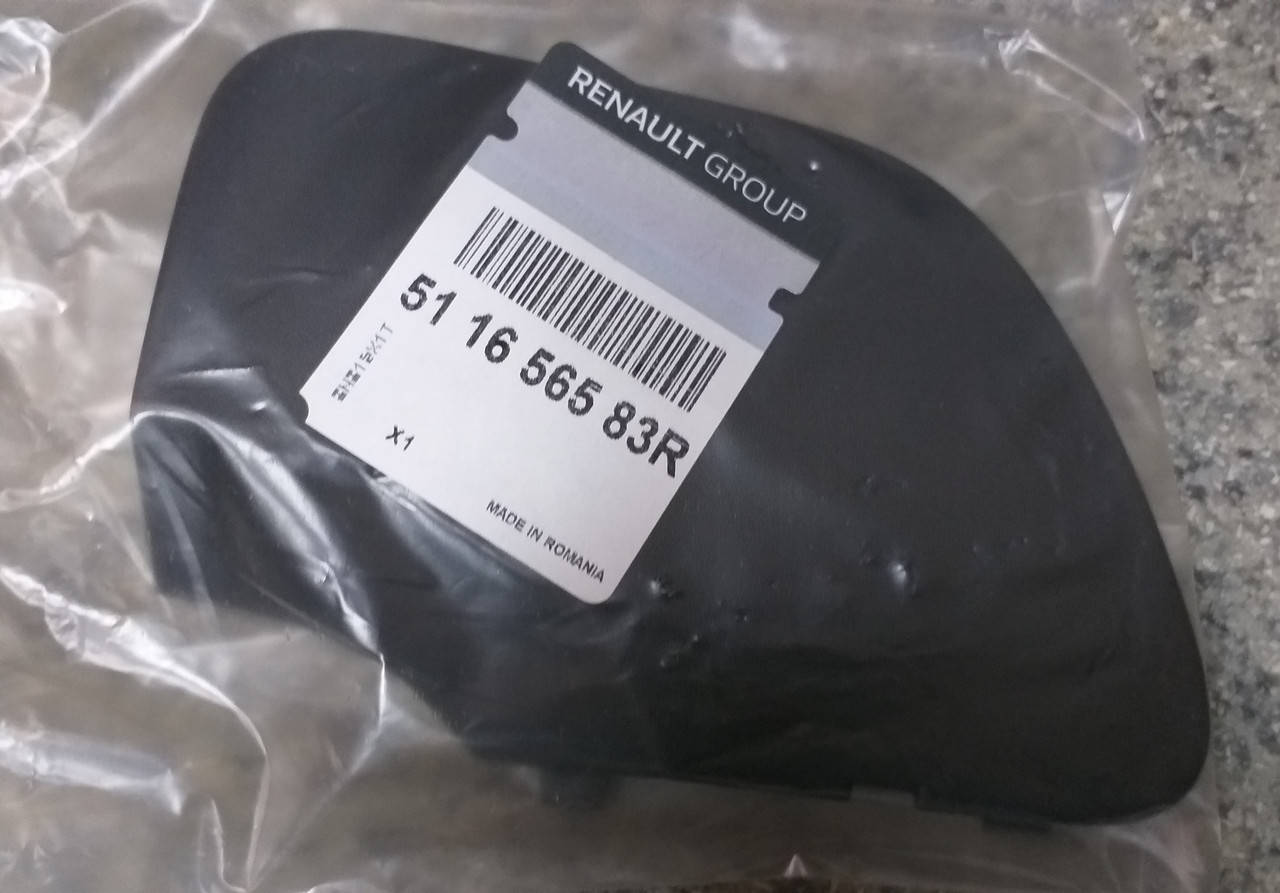 RENAULT GROUP
51 16 565 83R
X1
MADE IN ROMANIA